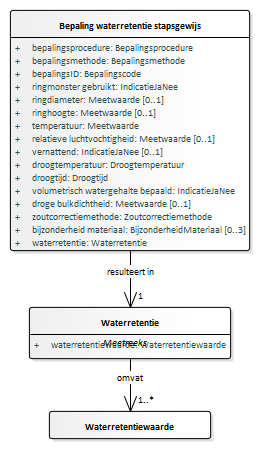 Bepaling waterretentie stapsgewijs
+ bepalingsprocedure: Bepalingsprocedure
+ bepalingsmethode: Bepalingsmethode
+ bepalingsID: Bepalingscode
+ ringmonster gebruikt: IndicatieJaNee
+ ringdiameter: Meetwaarde [0..1]
+ ringhoogte: Meetwaarde [0..1]
+ temperatuur: Meetwaarde
+ relatieve luchtvochtigheid: Meetwaarde [0..1]
+ vernattend: IndicatieJaNee [0..1]
+ droogtemperatuur: Droogtemperatuur
+ droogtijd: Droogtijd
+ volumetrisch watergehalte bepaald: IndicatieJaNee
+ droge bulkdichtheid: Meetwaarde [0..1]
+ zoutcorrectiemethode: Zoutcorrectiemethode
+ bijzonderheid materiaal: BijzonderheidMateriaal [0..3]
+ waterretentie: Waterretentie
resulteert in
1
Waterretentie
Meetreeks
+ waterretentiewaarde: Waterretentiewaarde
omvat
1..*
Waterretentiewaarde